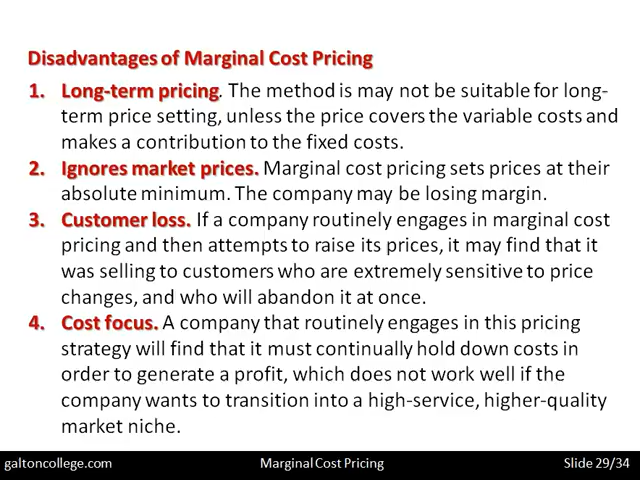 Disadvantages of Marginal Cost Pricing
1. Long-term pricing. The method is may not be suitable for long-
term price setting, unless the price covers the variable costs and
makes a contribution to the fixed costs.
2. Ignores market prices. Marginal cost pricing sets prices at their
absolute minimum. The company may be losing margin.
3. Customer loss. If a company routinely engages in marginal cost
pricing and then attempts to raise its prices, it may find that it
was selling to customers who are extremely sensitive to price
changes, and who will abandon it at once.
4. Cost focus. A company that routinely engages in this pricing
strategy will find that it must continually hold down costs in
order to generate a profit, which does not work well if the
company wants to transition into a high-service, higher-quality
market niche.
galtoncollege.com Marginal Cost Pricing Slide 29/34